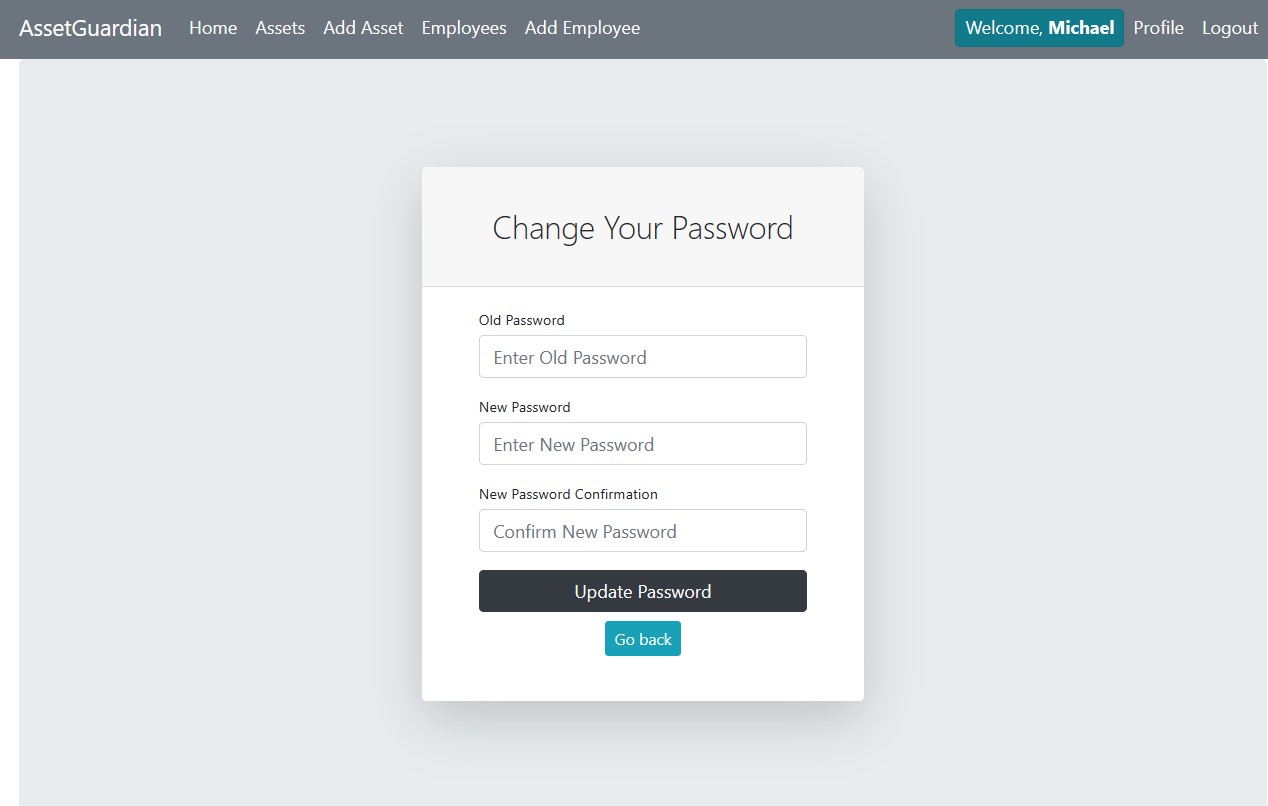 AssetGuardian Home Assets Add Asset Employees Add Employee Welcome, Michael Profile Logout
Change Your Password
Old Password
Enter Old Password
New Password
Enter New Password
New Password Confirmation
Confirm New Password
Update Password
Go back